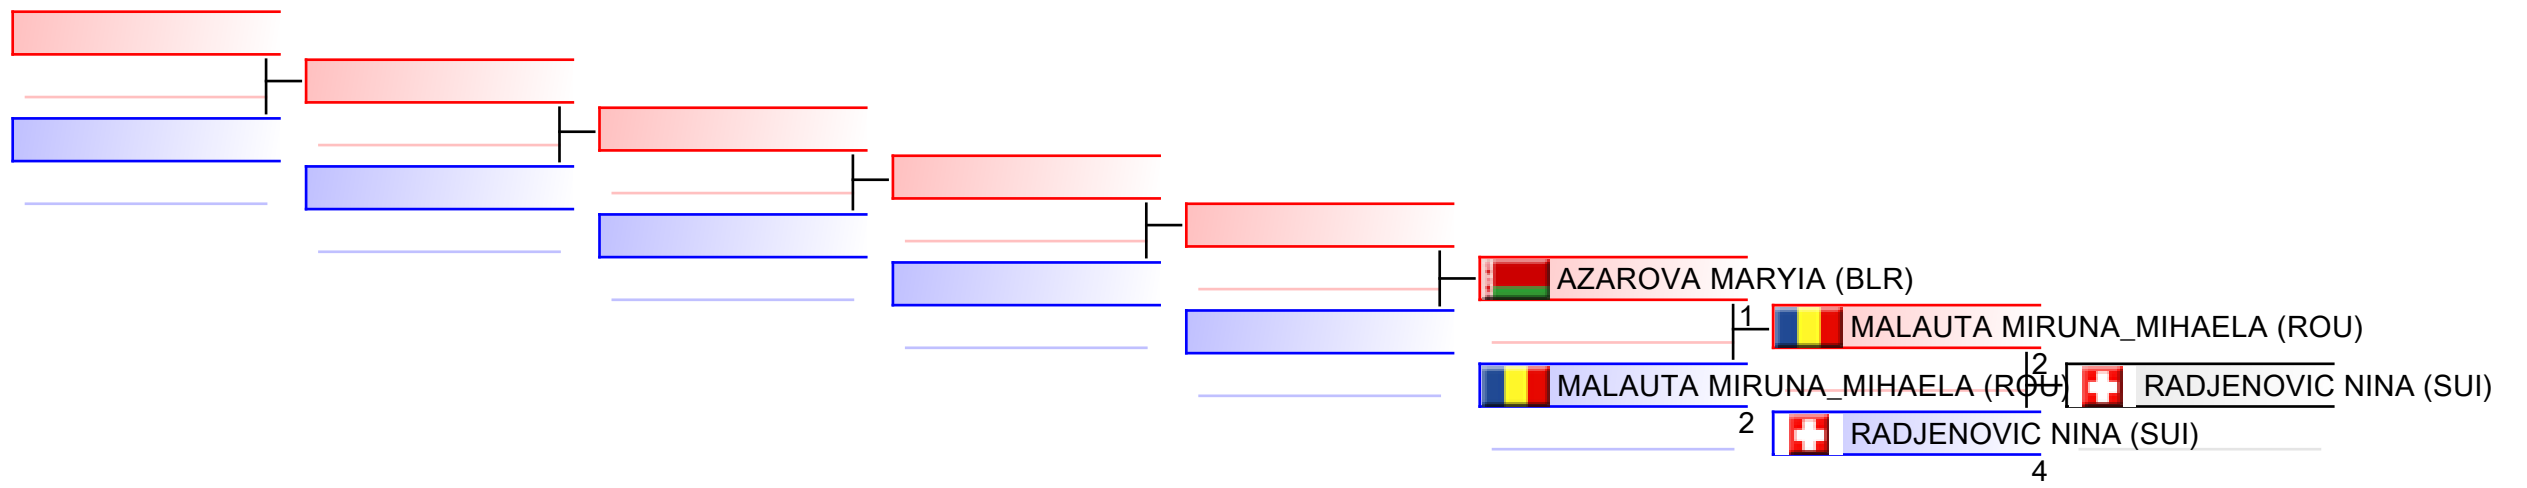 AZAROVA MARYIA (BLR)
1
MALAUTA MIRUNA_MIHAELA (ROU)
2
MALAUTA MIRUNA_MIHAELA (ROU)
RADJENOVIC NINA (SUI)
2
RADJENOVIC NINA (SUI)
4